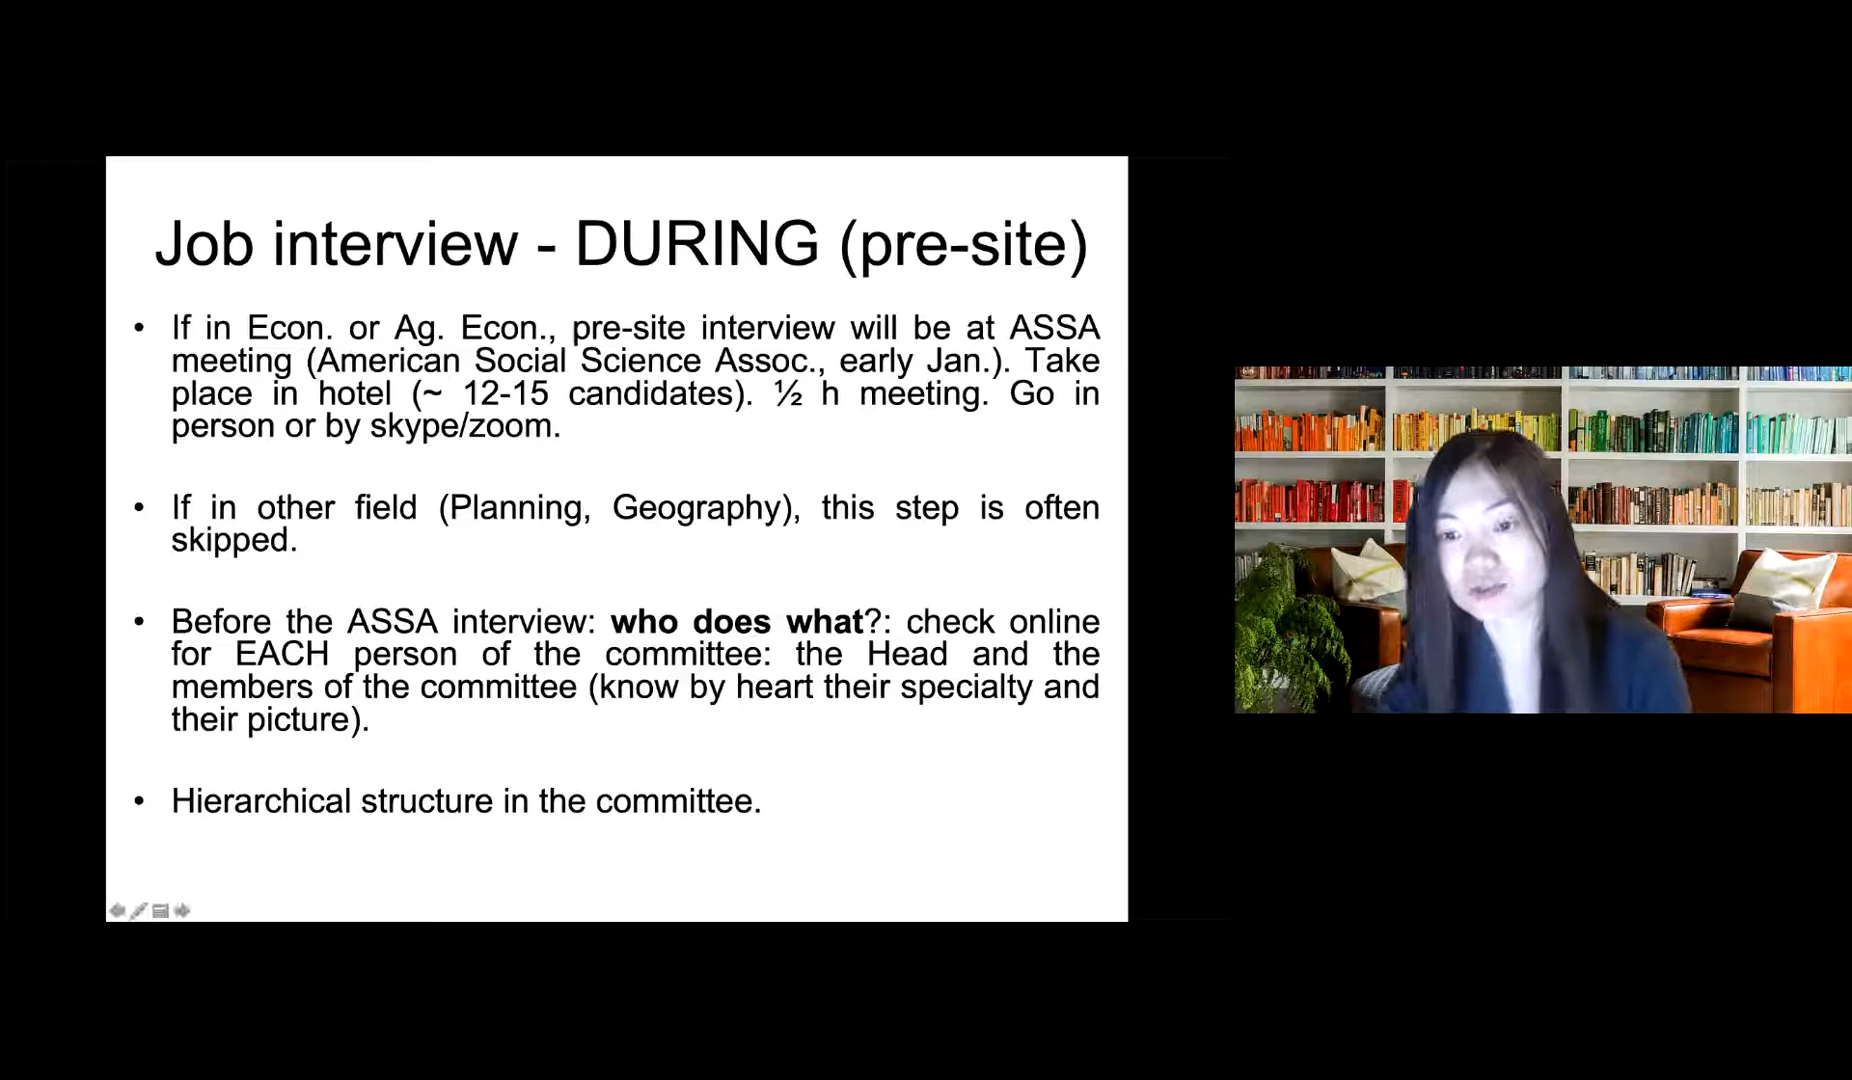 Job interview - DURING (pre-site)
• If in Econ. or Ag. Econ., pre-site interview will be at ASSA
meeting (American Social Science Assoc., early Jan.). Take
place in hotel (~ 12-15 candidates). ½ h meeting. Go in
person or by skype/zoom.
• If in other field (Planning, Geography), this step is often
skipped.
• Before the ASSA interview: who does what?: check online
for EACH person of the committee: the Head and the
members of the committee (know by heart their specialty and
their picture).
• Hierarchical structure in the committee.